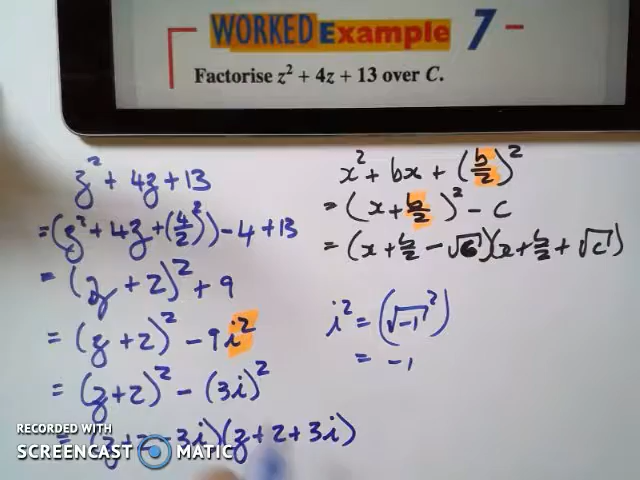 WORKED Example 7
Factorise z² + 4z + 13 over C.
z² + 4z + 13
= (z² + 4z + (4/2)²) - 4 + 13
= (z + 2)² + 9
= (z + 2)² - 9i²
= (z + 2)² - (3i)²
= (z + 2 - 3i)(z + 2 + 3i)
x² + bx + (b/2)²
= (x + b/2)² - c
= (x + b/2 - √c)(x + b/2 + √c)
i² = (√-1²)
= -1
RECORDED WITH
SCREENCAST MATIC